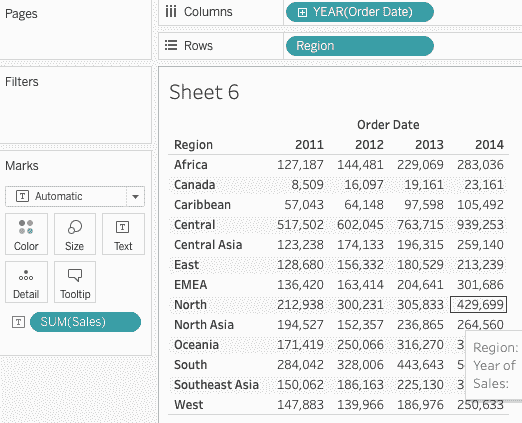 Pages
Columns
YEAR(Order Date)
Rows
Region
Filters
Marks
Automatic
Color Size Text
Detail Tooltip
SUM(Sales)
Sheet 6
Order Date
Region 2011 2012 2013 2014
Africa 127,187 144,481 229,069 283,036
Canada 8,509 16,097 19,161 23,161
Caribbean 57,043 64,148 97,598 105,492
Central 517,502 602,045 763,715 939,253
Central Asia 123,238 174,133 196,315 259,140
East 128,680 156,332 180,529 213,239
EMEA 136,420 163,414 204,641 301,686
North 212,938 300,231 305,833 429,699
North Asia 194,527 152,357 236,865 264,560
Oceania 171,419 250,066 316,270 3
South 284,042 328,006 443,643 5
Southeast Asia 150,062 186,163 225,130 3
West 147,883 139,966 186,976 250,633
Region:
Year of
Sales: